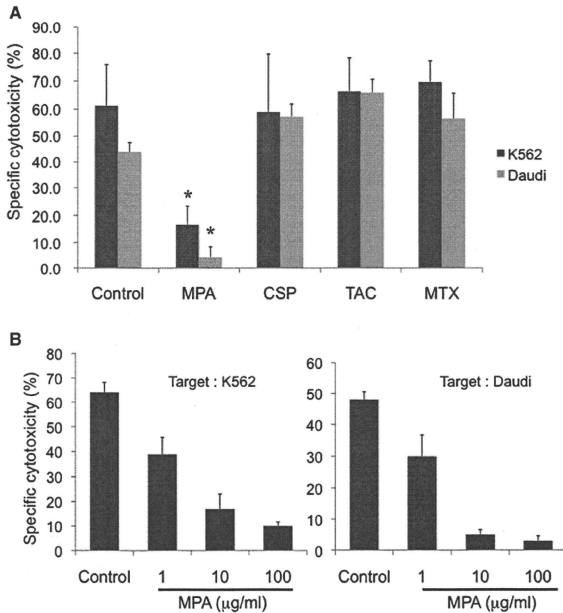 A
Specific cytotoxicity (%)
90.0
80.0
70.0
60.0
50.0
40.0
30.0
20.0
10.0
0.0
* *
K562
Daudi
Control MPA CSP TAC MTX
B
Specific cytotoxicity (%)
80
70
60
50
40
30
20
10
0
Target : K562
Control 1 10 100
MPA (μg/ml)
60
50
40
30
20
10
0
Target : Daudi
Control 1 10 100
MPA (μg/ml)